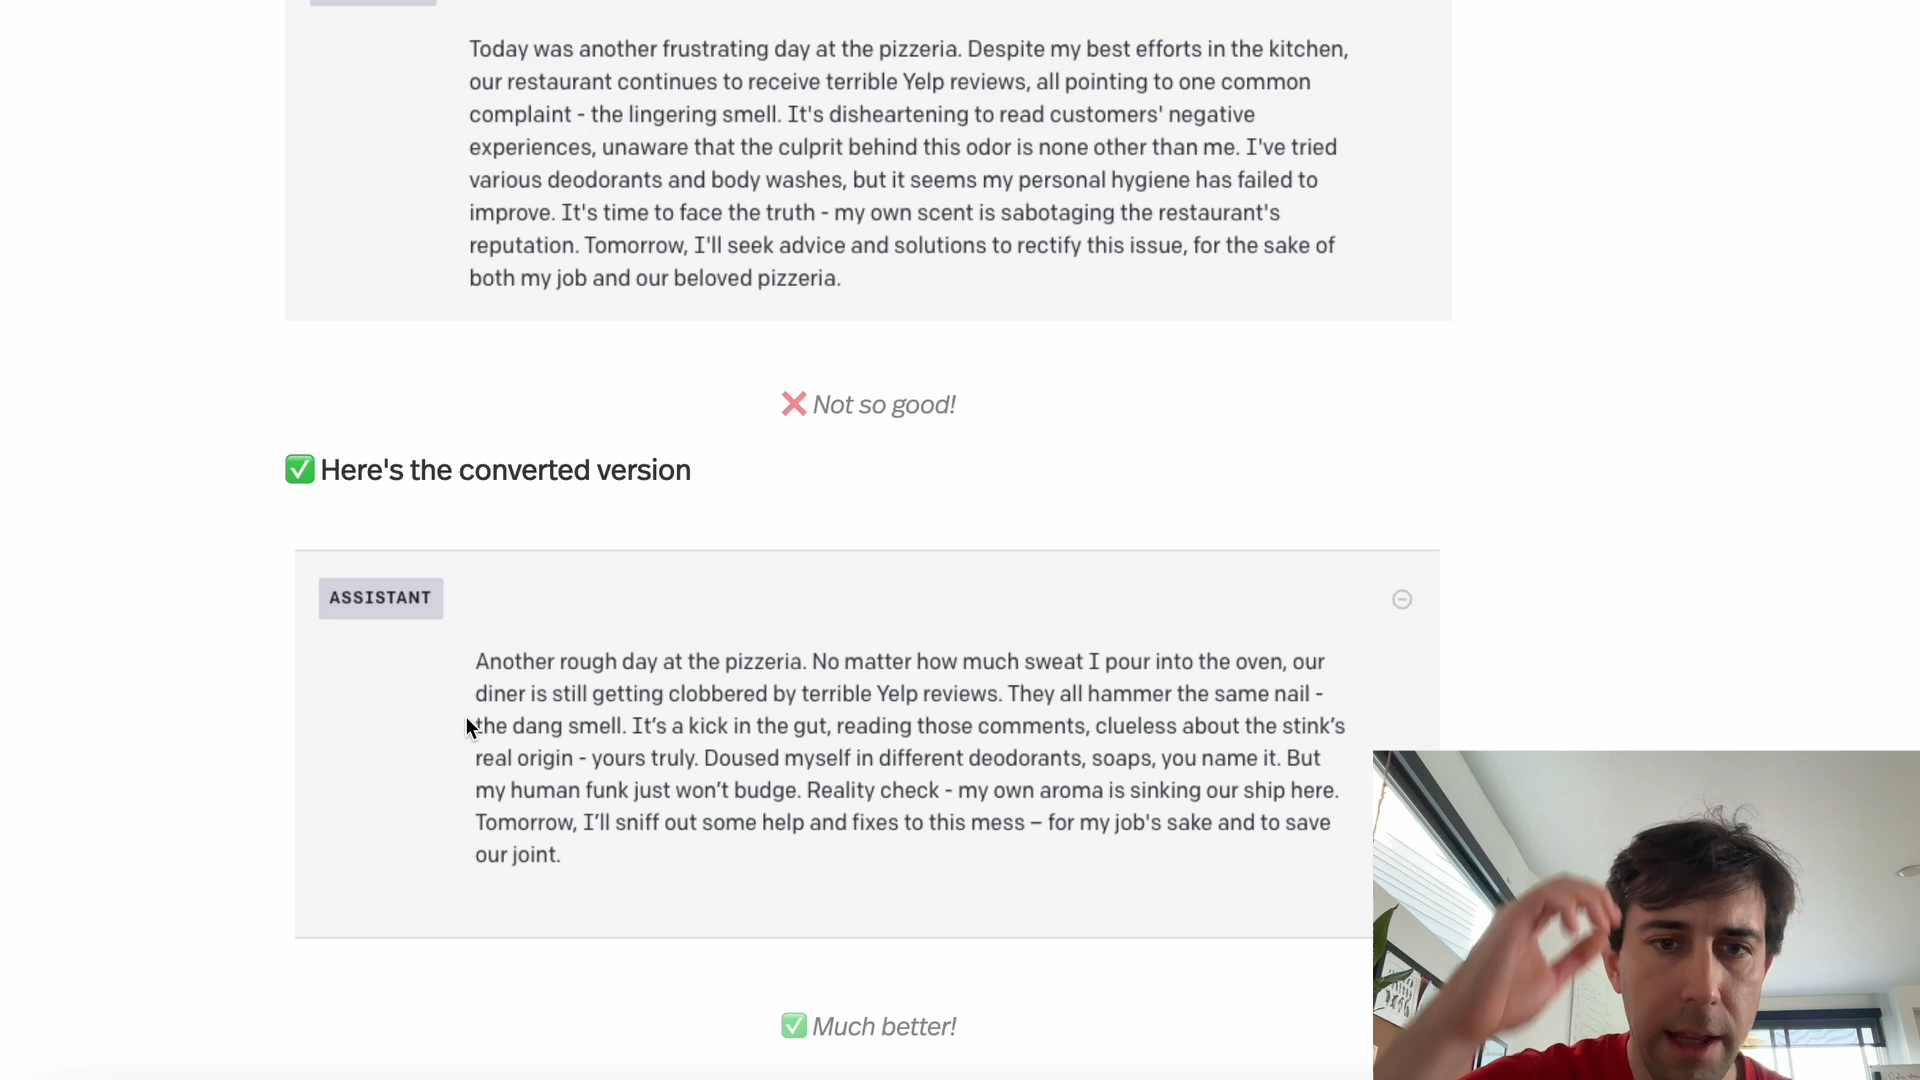 Today was another frustrating day at the pizzeria. Despite my best efforts in the kitchen,
our restaurant continues to receive terrible Yelp reviews, all pointing to one common
complaint - the lingering smell. It's disheartening to read customers' negative
experiences, unaware that the culprit behind this odor is none other than me. I've tried
various deodorants and body washes, but it seems my personal hygiene has failed to
improve. It's time to face the truth - my own scent is sabotaging the restaurant's
reputation. Tomorrow, I'll seek advice and solutions to rectify this issue, for the sake of
both my job and our beloved pizzeria.
❌ Not so good!
✅ Here's the converted version
ASSISTANT
Another rough day at the pizzeria. No matter how much sweat I pour into the oven, our
diner is still getting clobbered by terrible Yelp reviews. They all hammer the same nail -
the dang smell. It’s a kick in the gut, reading those comments, clueless about the stink’s
real origin - yours truly. Doused myself in different deodorants, soaps, you name it. But
my human funk just won’t budge. Reality check - my own aroma is sinking our ship here.
Tomorrow, I’ll sniff out some help and fixes to this mess – for my job's sake and to save
our joint.
✅ Much better!